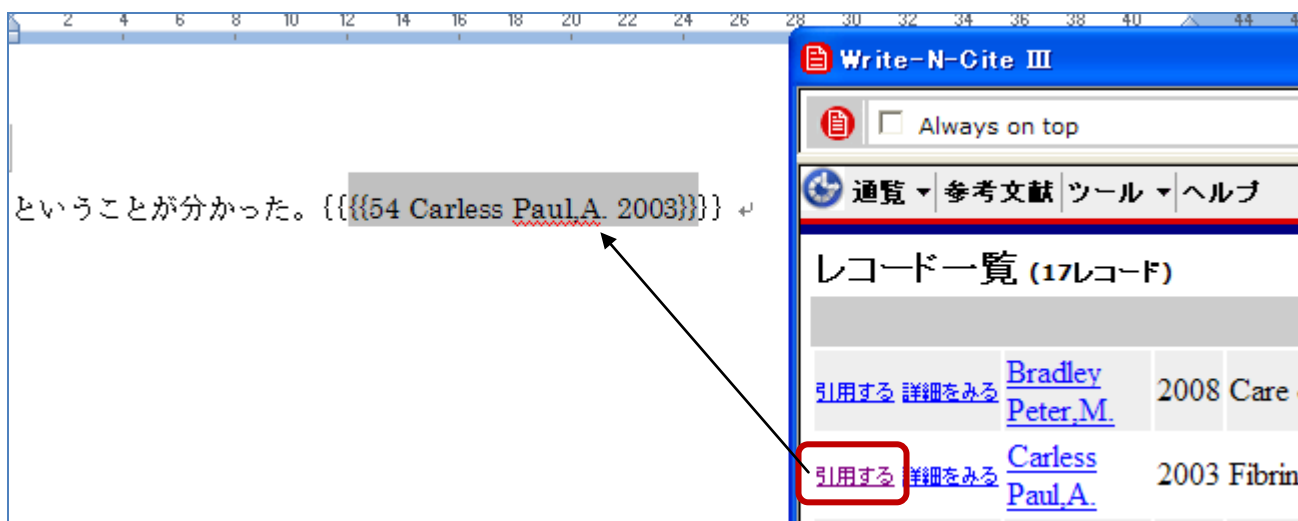 2 4 6 8 10 12 14 16 18 20 22 24 26 28 30 32 34 36 38 40 44
Write-N-Cite Ⅲ
Always on top
通覧 参考文献 ツール ヘルプ
ということが分かった。{{{{54 Carless Paul,A. 2003}}}}
レコード一覧 (17レコード)
引用する 詳細をみる Bradley Peter,M. 2008 Care
引用する 詳細をみる Carless Paul,A. 2003 Fibrin